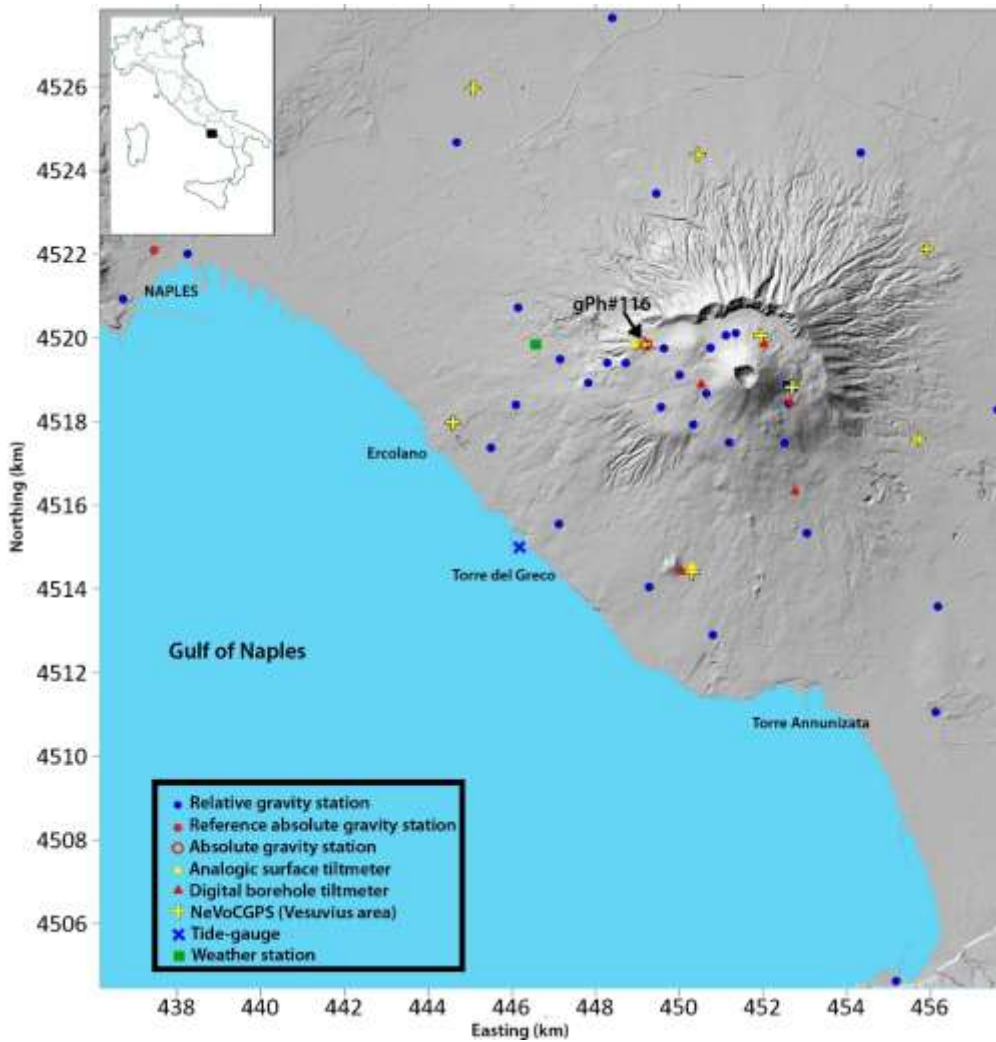 4526
4524
4522
4520
4518
4516
4514
4512
4510
4508
4506
Northing (km)
NAPLES
gPh#116
Ercolano
Torre del Greco
Gulf of Naples
Torre Annunizata
Relative gravity station
Reference absolute gravity station
Absolute gravity station
Analogic surface tiltmeter
Digital borehole tiltmeter
NeVoCGPS (Vesuvius area)
Tide-gauge
Weather station
438 440 442 444 446 448 450 452 454 456
Easting (km)